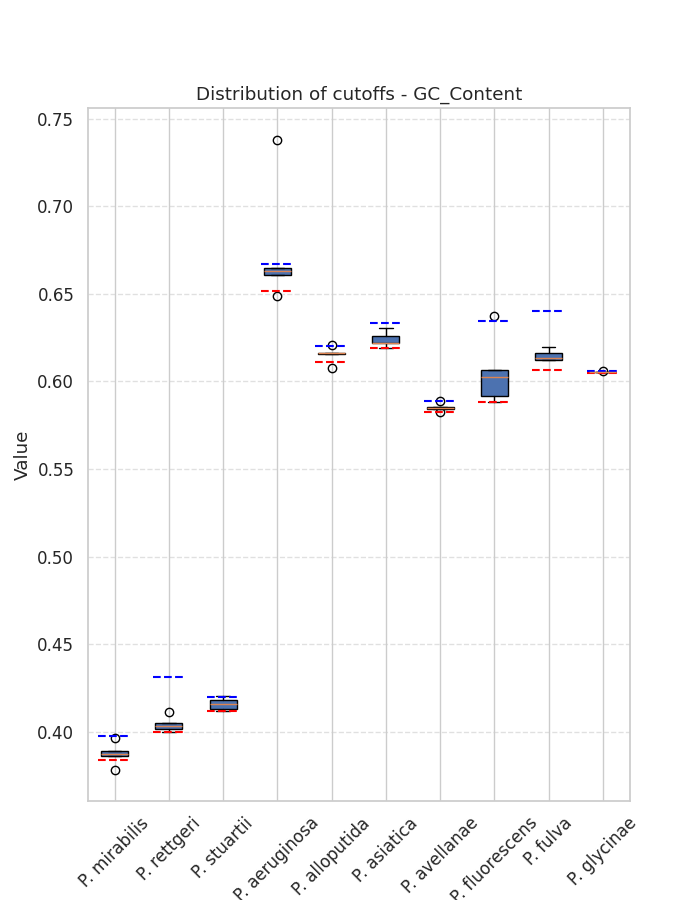 Distribution of cutoffs - GC_Content
Value
0.75
0.70
0.65
0.60
0.55
0.50
0.45
0.40
P. mirabilis
P. rettgeri
P. stuartii
P. aeruginosa
P. alloputida
P. asiatica
P. avellanae
P. fluorescens
P. fulva
P. glycinae